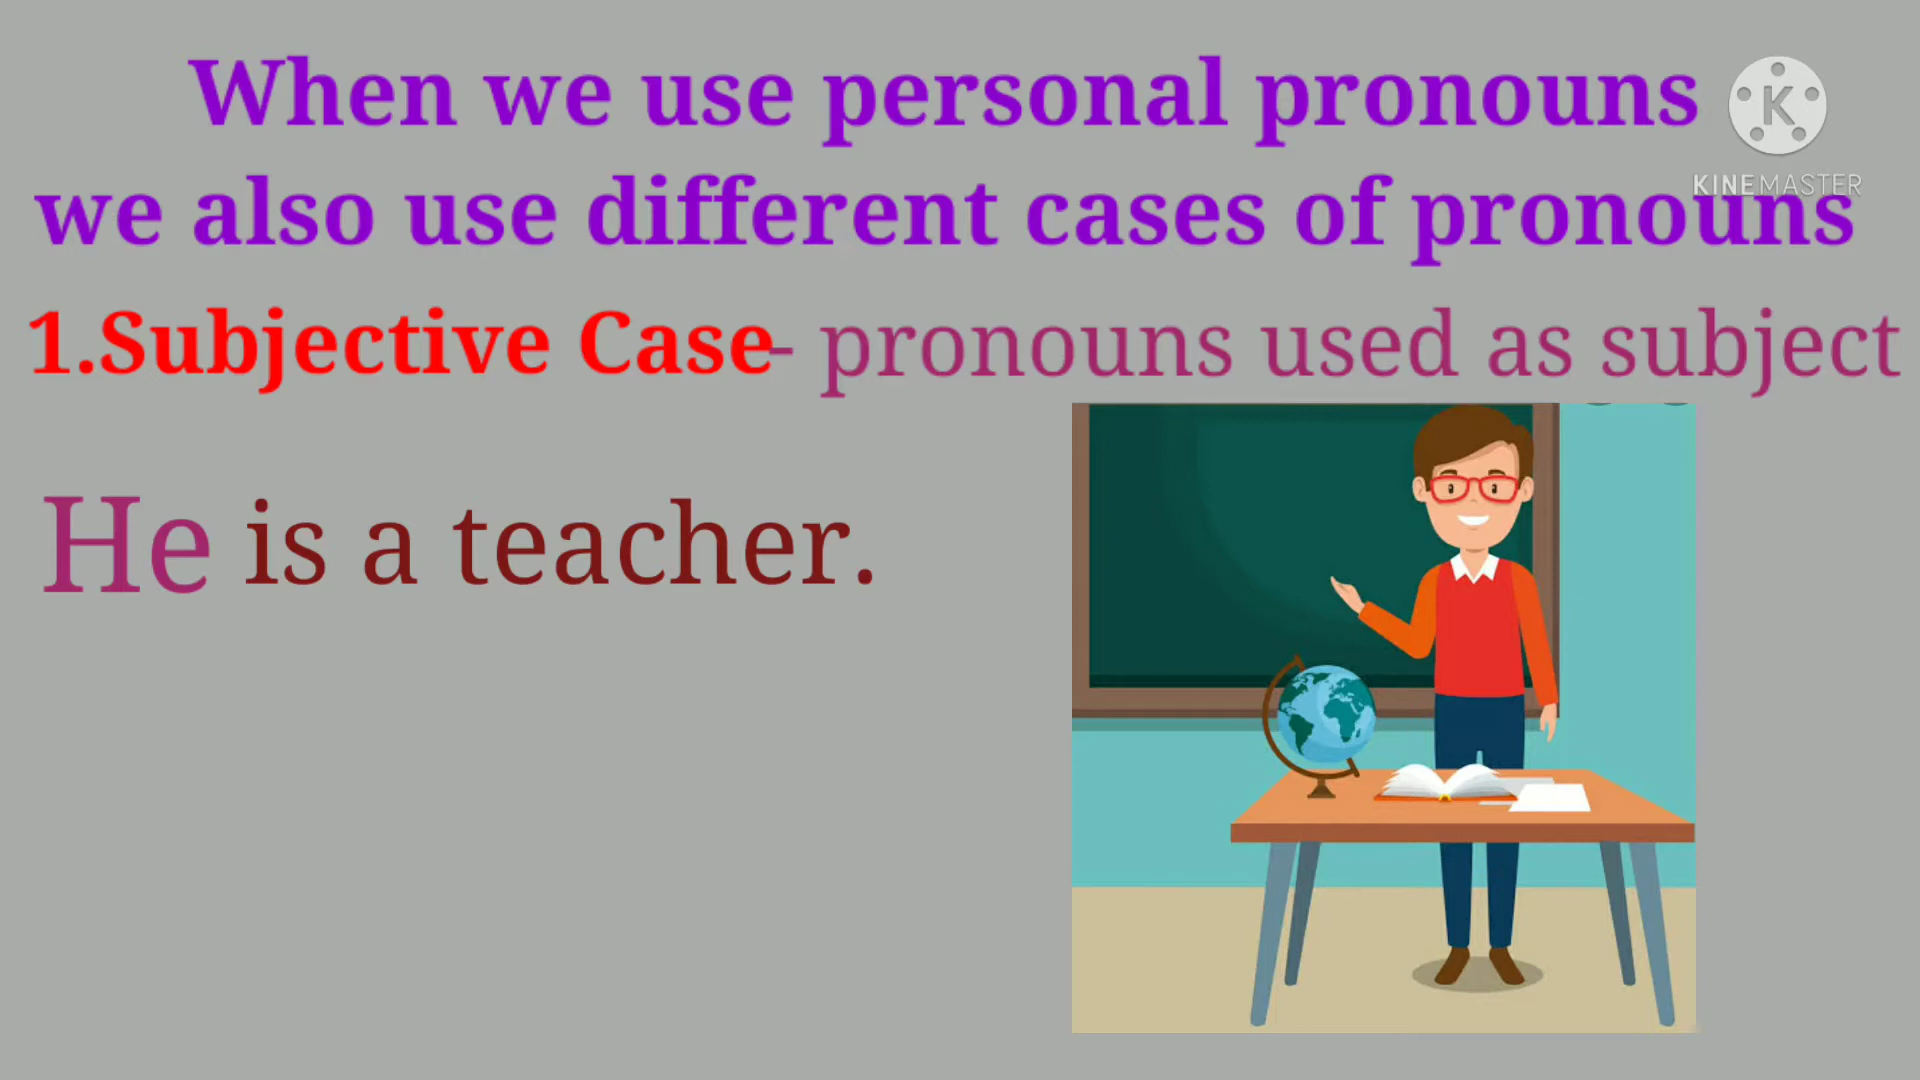 When we use personal pronouns
K
KINEMASTER
we also use different cases of pronouns
1.Subjective Case- pronouns used as subject
He is a teacher.